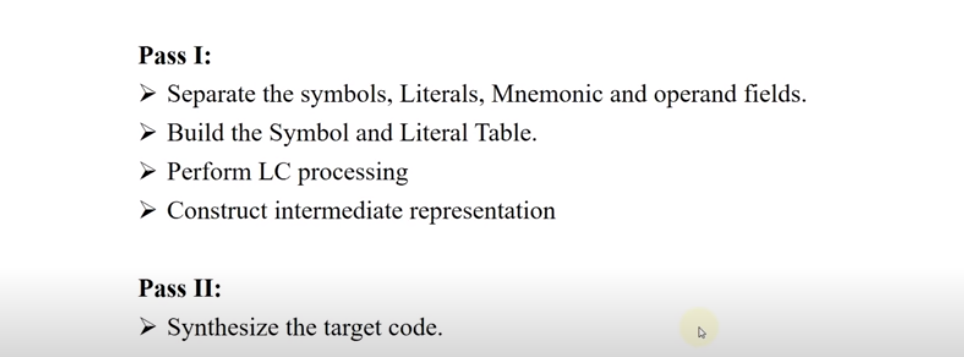 Pass I:
➢ Separate the symbols, Literals, Mnemonic and operand fields.
➢ Build the Symbol and Literal Table.
➢ Perform LC processing
➢ Construct intermediate representation
Pass II:
➢ Synthesize the target code.